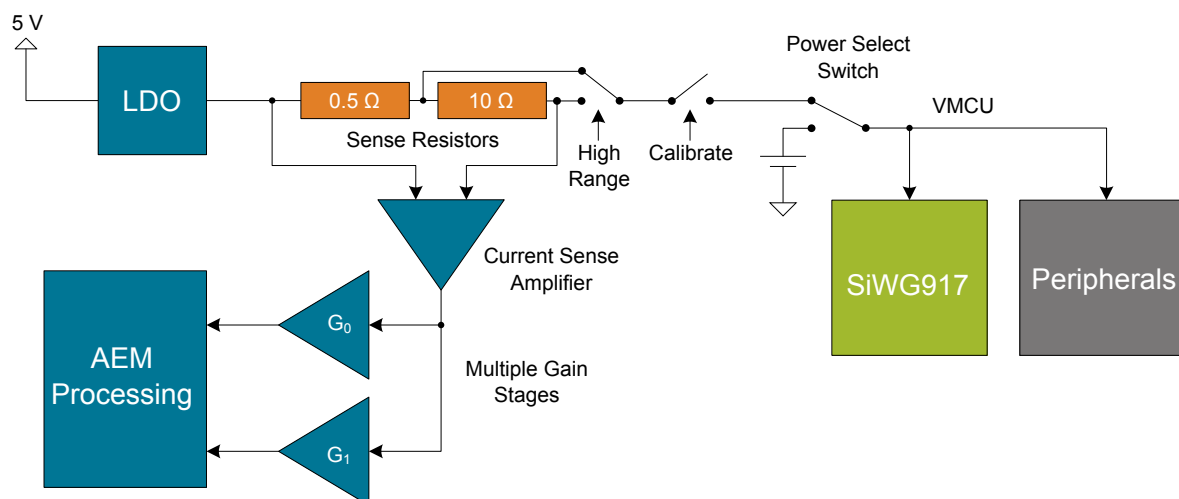 5 V
LDO
0.5 Ω
10 Ω
Sense Resistors
High
Range
Calibrate
Power Select
Switch
VMCU
Current Sense
Amplifier
SiWG917
Peripherals
AEM
Processing
G₀
Multiple Gain
Stages
G₁